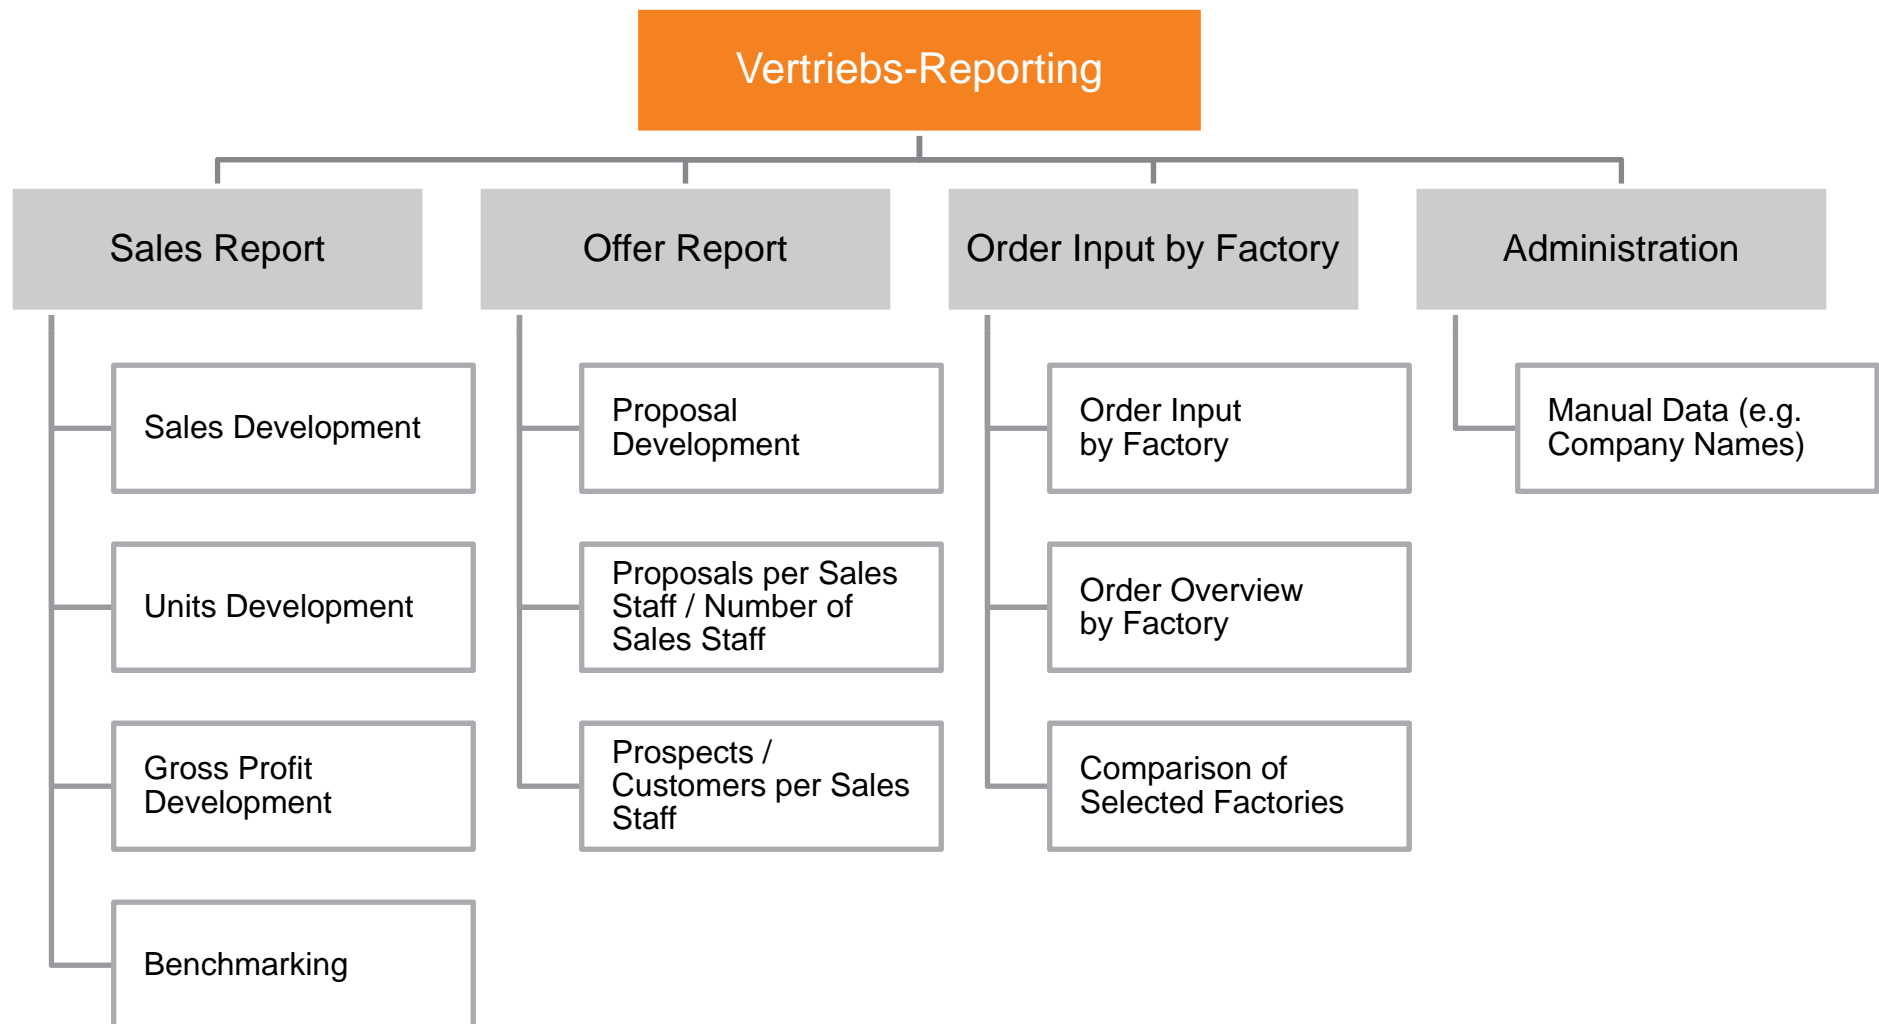 Vertriebs-Reporting
Sales Report
Offer Report
Order Input by Factory
Administration
Sales Development
Units Development
Gross Profit
Development
Benchmarking
Proposal
Development
Proposals per Sales
Staff / Number of
Sales Staff
Prospects /
Customers per Sales
Staff
Order Input
by Factory
Order Overview
by Factory
Comparison of
Selected Factories
Manual Data (e.g.
Company Names)